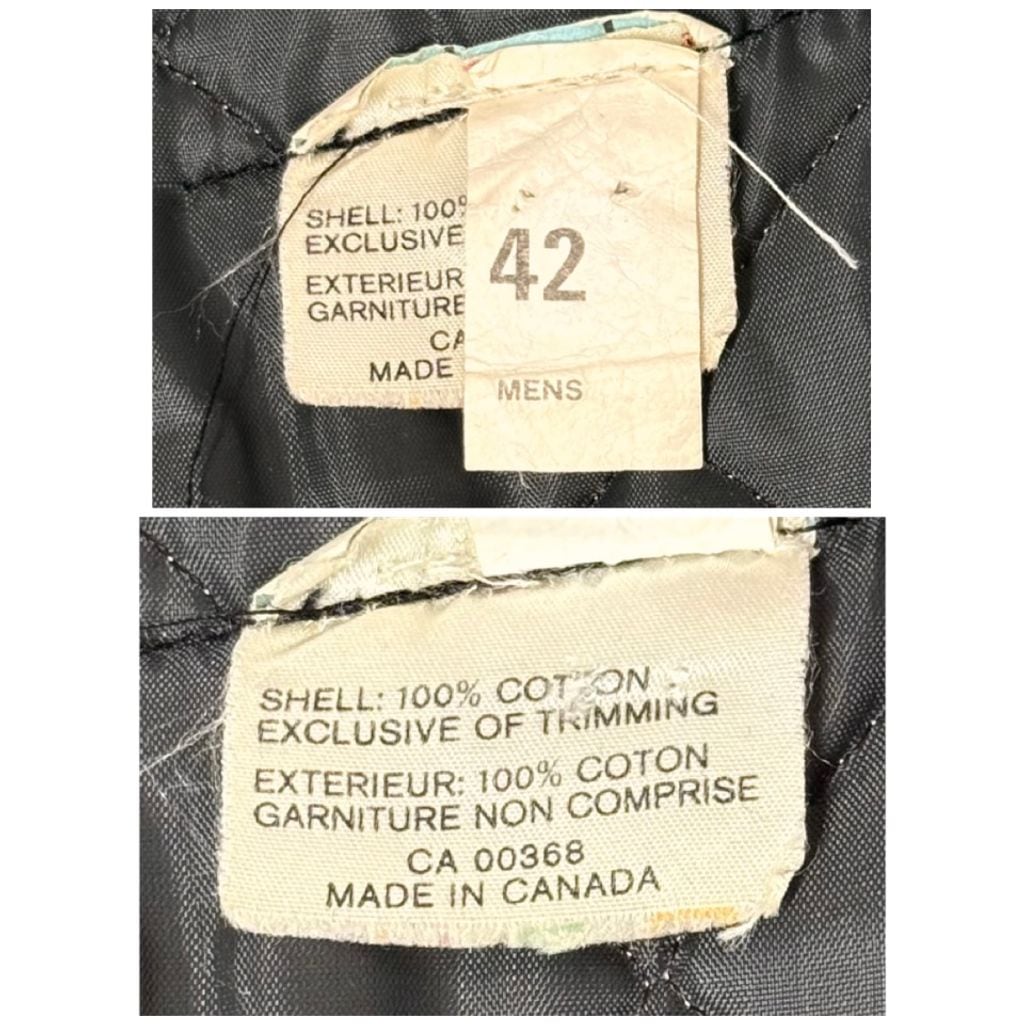 SHELL: 100%
EXCLUSIVE
EXTERIEUR
GARNITURE
CA
MADE
42
MENS
SHELL: 100% COTTON
EXCLUSIVE OF TRIMMING
EXTERIEUR: 100% COTON
GARNITURE NON COMPRISE
CA 00368
MADE IN CANADA